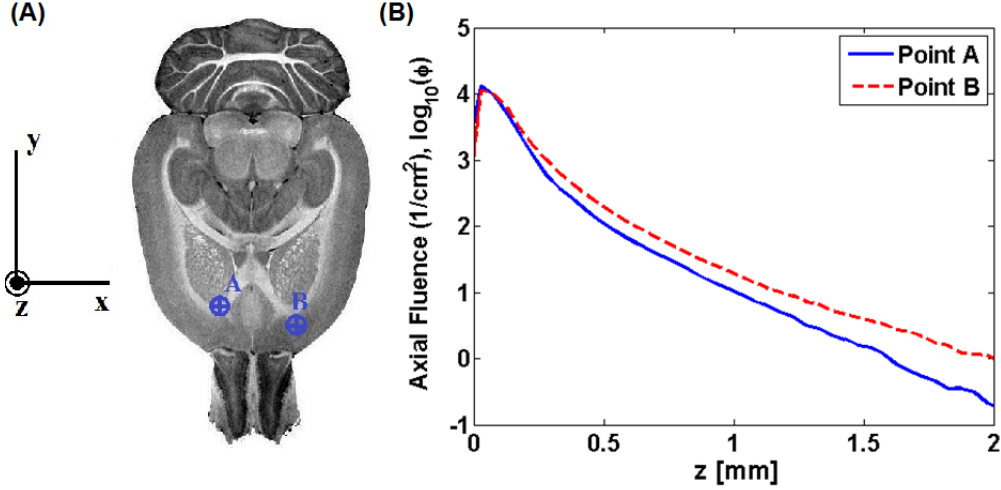 (A)
y
z
x
A
B
(B)
Axial Fluence (1/cm²), log₁₀(ϕ)
5
4
3
2
1
0
-1
0
0.5
1
1.5
2
z [mm]
Point A
Point B